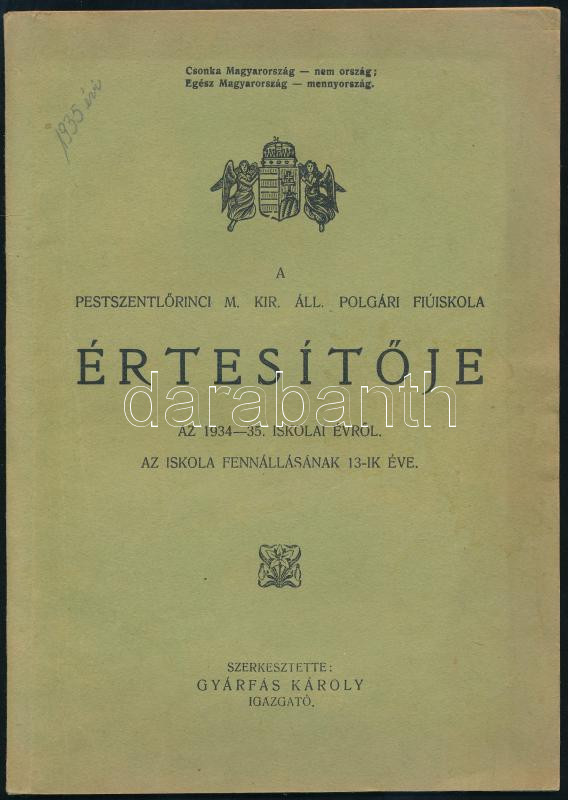 Csonka Magyarország — nem ország;
Egész Magyarország — mennyország.
1935 évi
A
PESTSZENTLŐRINCI M. KIR. ÁLL. POLGÁRI FIÚISKOLA
ÉRTESÍTŐJE
darabanth
AZ 1934—35. ISKOLAI ÉVRŐL.
AZ ISKOLA FENNÁLLÁSÁNAK 13-IK ÉVE.
SZERKESZTETTE:
GYÁRFÁS KÁROLY
IGAZGATÓ.